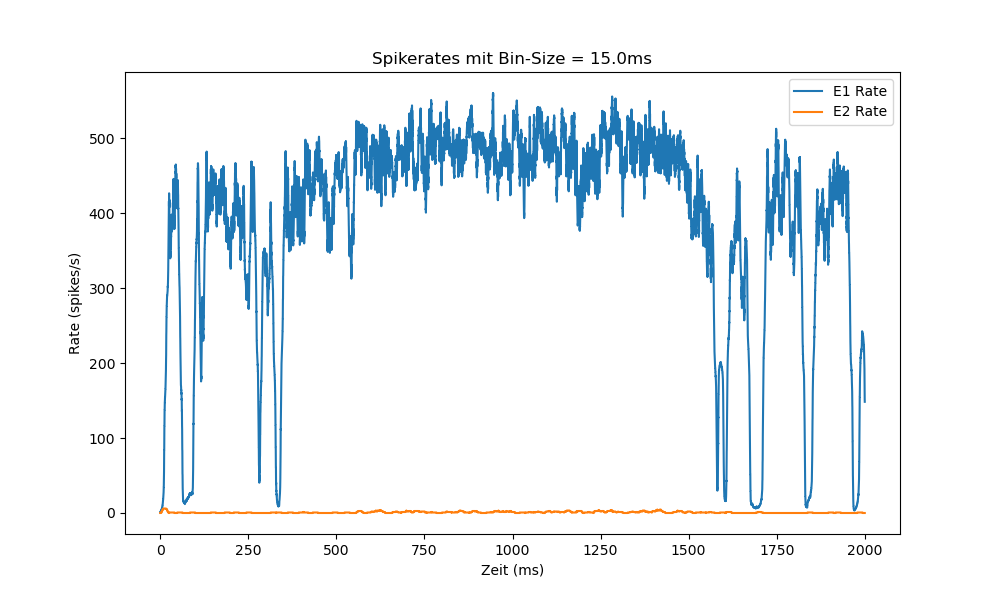 Spikerates mit Bin-Size = 15.0ms
E1 Rate
E2 Rate
Rate (spikes/s)
500
400
300
200
100
0
0 250 500 750 1000 1250 1500 1750 2000
Zeit (ms)